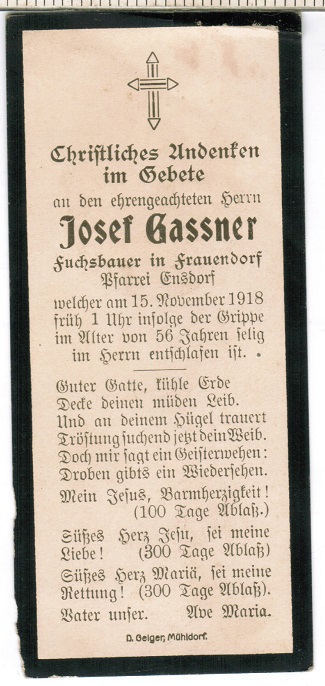 Christliches Andenken
im Gebete
an den ehrengeachteten Herrn
Josef Gassner
Fuchsbauer in Frauendorf
Pfarrei Ensdorf
welcher am 15. November 1918
früh 1 Uhr infolge der Grippe
im Alter von 56 Jahren selig
im Herrn entschlafen ist.
Guter Gatte, kühle Erde
Decke deinen müden Leib.
Und an deinem Hügel trauert
Tröstung suchend jetzt dein Weib.
Doch mir sagt ein Geisterwehen:
Droben gibts ein Wiedersehen.
Mein Jesus, Barmherzigkeit!
(100 Tage Ablaß.)
Süßes Herz Jesu, sei meine
Liebe! (300 Tage Ablaß)
Süßes Herz Mariä, sei meine
Rettung! (300 Tage Ablaß).
Vater unser. Ave Maria.
D. Geiger, Mühldorf.